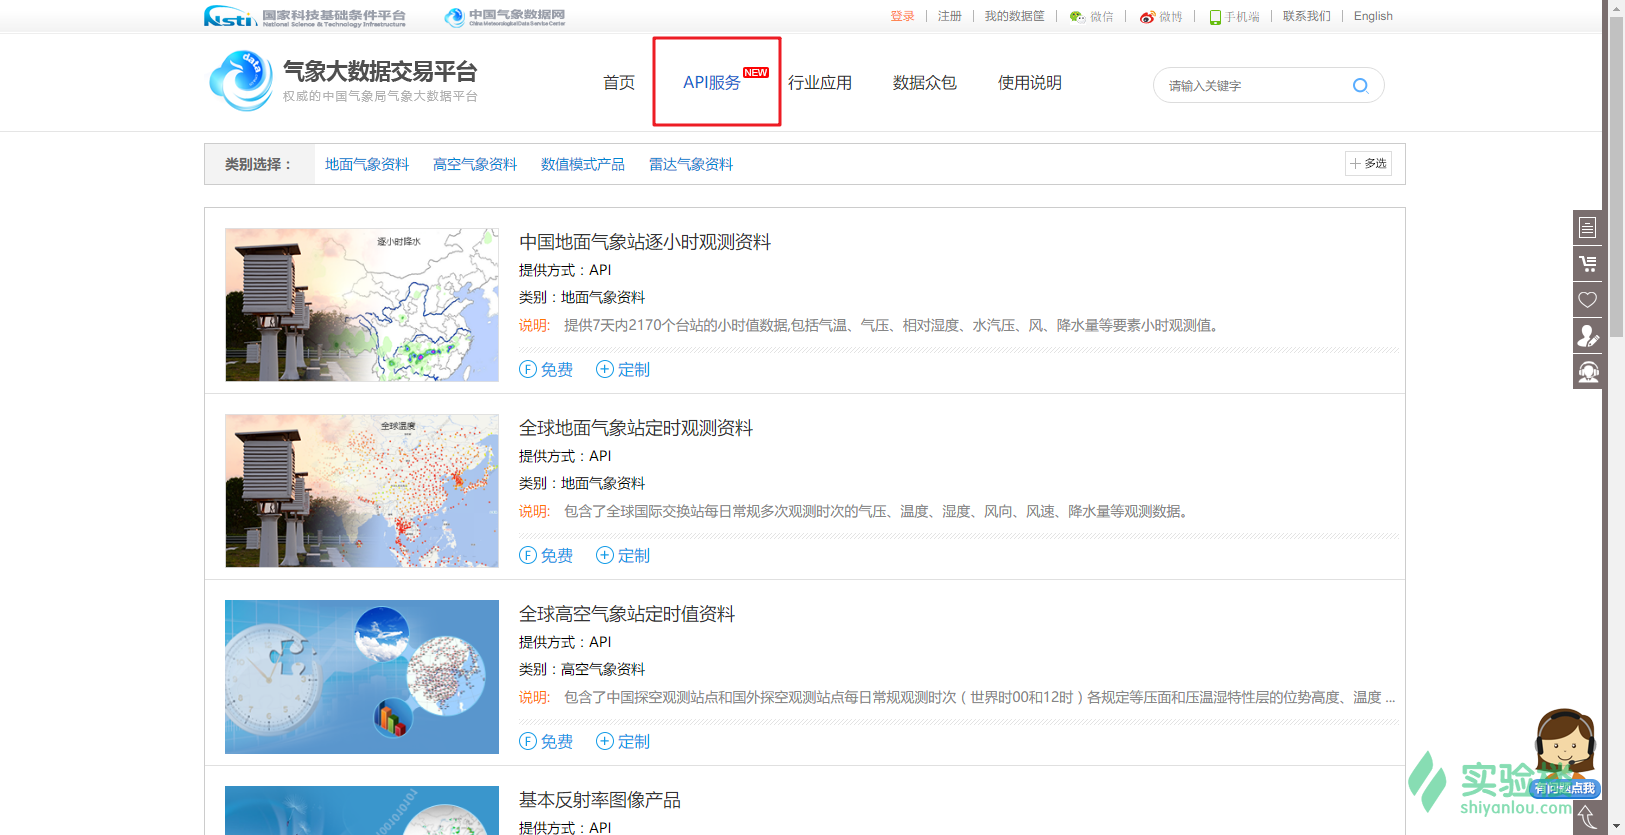 Nsti 国家科技基础条件平台
National Science & Technology Infrastructure
中国气象数据网
China Meteorological Data Service Center
登录 注册 我的数据筐 微信 微博 手机端 联系我们 English
data
气象大数据交易平台
权威的中国气象局气象大数据平台
首页 API服务 NEW 行业应用 数据众包 使用说明
请输入关键字
类别选择： 地面气象资料 高空气象资料 数值模式产品 雷达气象资料 多选
逐小时降水
中国地面气象站逐小时观测资料
提供方式：API
类别：地面气象资料
说明: 提供7天内2170个台站的小时值数据,包括气温、气压、相对湿度、水汽压、风、降水量等要素小时观测值。
F 免费 定制
全球温度
全球地面气象站定时观测资料
提供方式：API
类别：地面气象资料
说明: 包含了全球国际交换站每日常规多次观测时次的气压、温度、湿度、风向、风速、降水量等观测数据。
F 免费 定制
全球高空气象站定时值资料
提供方式：API
类别：高空气象资料
说明: 包含了中国探空观测站点和国外探空观测站点每日常规观测时次（世界时00和12时）各规定等压面和压温湿特性层的位势高度、温度 ...
F 免费 定制
基本反射率图像产品
提供方式：API
有问题点我
实验
shiyanlou.com